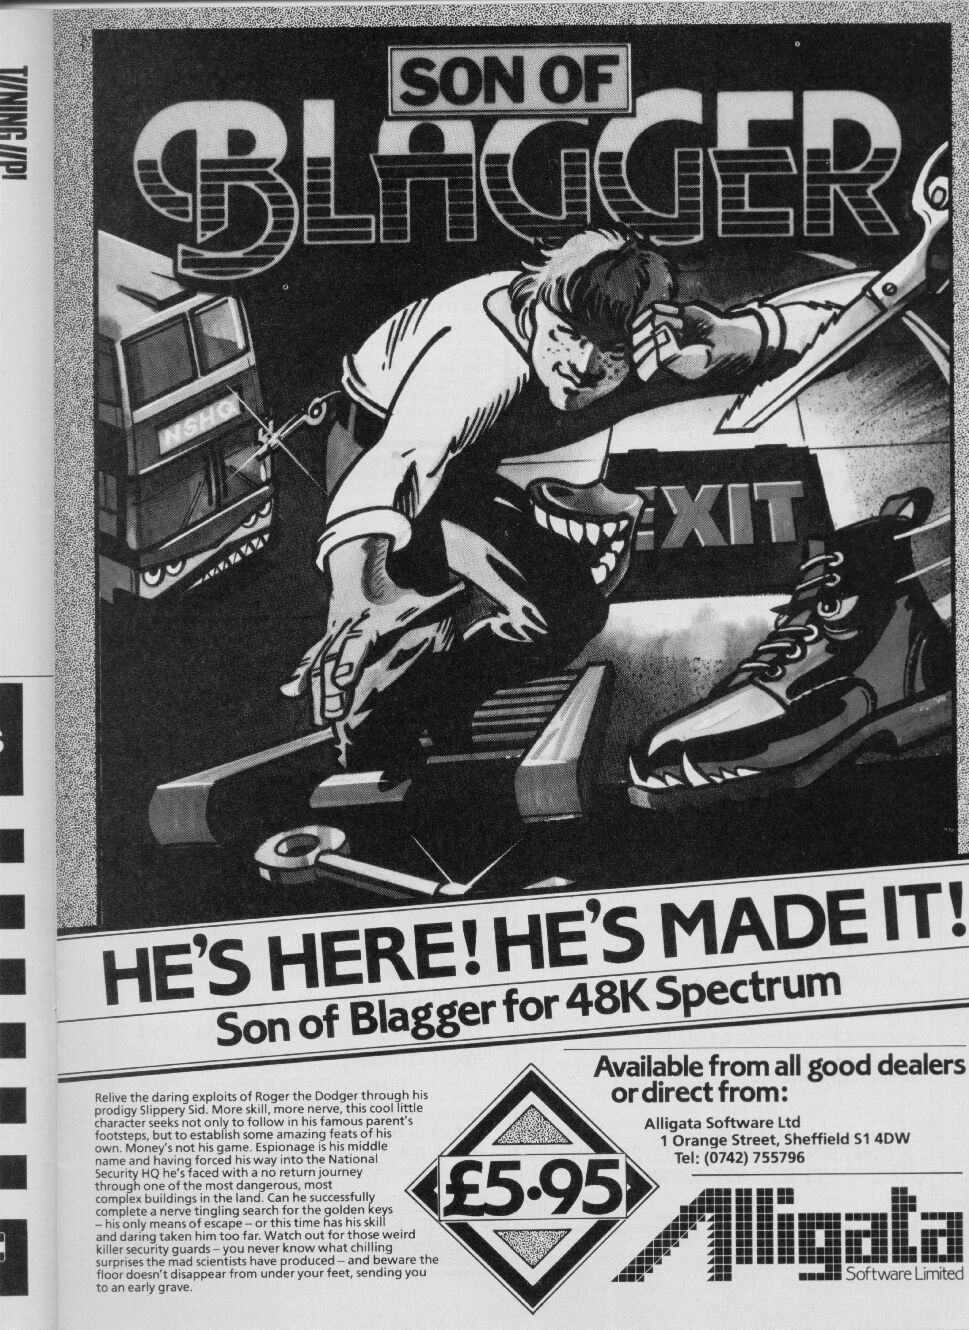 SON OF
BLAGGER
NSHQ
EXIT
HE'S HERE! HE'S MADE IT!
Son of Blagger for 48K Spectrum
Relive the daring exploits of Roger the Dodger through his
prodigy Slippery Sid. More skill, more nerve, this cool little
character seeks not only to follow in his famous parent's
footsteps, but to establish some amazing feats of his
own. Money's not his game. Espionage is his middle
name and having forced his way into the National
Security HQ he's faced with a no return journey
through one of the most dangerous, most
complex buildings in the land. Can he successfully
complete a nerve tingling search for the golden keys
– his only means of escape – or this time has his skill
and daring taken him too far. Watch out for those weird
killer security guards – you never know what chilling
surprises the mad scientists have produced – and beware the
floor doesn't disappear from under your feet, sending you
to an early grave.
£5·95
Available from all good dealers
or direct from:
Alligata Software Ltd
1 Orange Street, Sheffield S1 4DW
Tel: (0742) 755796
Alligata
Software Limited